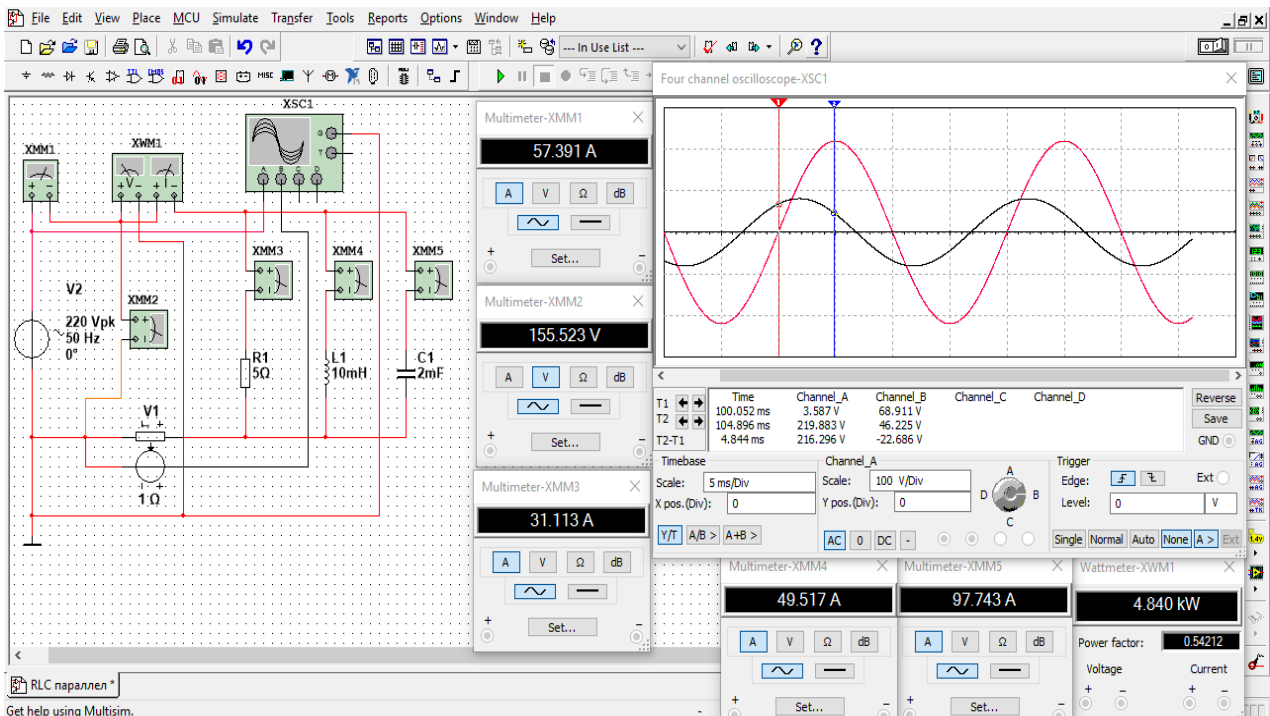 File Edit View Place MCU Simulate Transfer Tools Reports Options Window Help
--- In Use List ---
?
MISC
XSC1
G
T
A B C D
XMM1
XWM1
+ -
+ V - + I -
XMM3
XMM4
XMM5
V2
220 Vpk
50 Hz
0°
XMM2
R1
5Ω
L1
10mH
C1
2mF
V1
1 Ω
RLC параллел *
Get help using Multisim.
-
Multimeter-XMM1
57.391 A
A V Ω dB
+ Set... -
Multimeter-XMM2
155.523 V
A V Ω dB
+ Set... -
Multimeter-XMM3
31.113 A
A V Ω dB
+ Set... -
Four channel oscilloscope-XSC1
1 2
Time Channel_A Channel_B Channel_C Channel_D
T1 100.052 ms 3.587 V 68.911 V
T2 104.896 ms 219.883 V 46.225 V
T2-T1 4.844 ms 216.296 V -22.686 V
Reverse
Save
GND
Timebase
Scale: 5 ms/Div
X pos.(Div): 0
Y/T A/B > A+B >
Channel_A
Scale: 100 V/Div
Y pos.(Div): 0
AC 0 DC -
A
D B
C
Trigger
Edge: Ext
Level: 0 V
Single Normal Auto None A > Ext
Multimeter-XMM4
49.517 A
A V Ω dB
+ Set... -
Multimeter-XMM5
97.743 A
A V Ω dB
+ Set... -
Wattmeter-XWM1
4.840 kW
Power factor: 0.54212
Voltage Current
+ - + -
1.4v